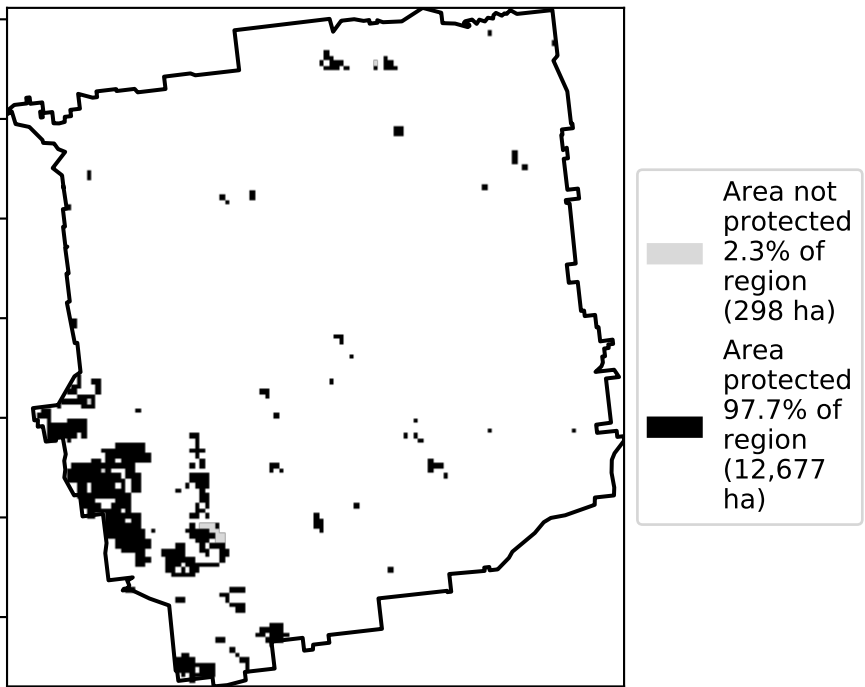 Area not
protected
2.3% of
region
(298 ha)
Area
protected
97.7% of
region
(12,677
ha)